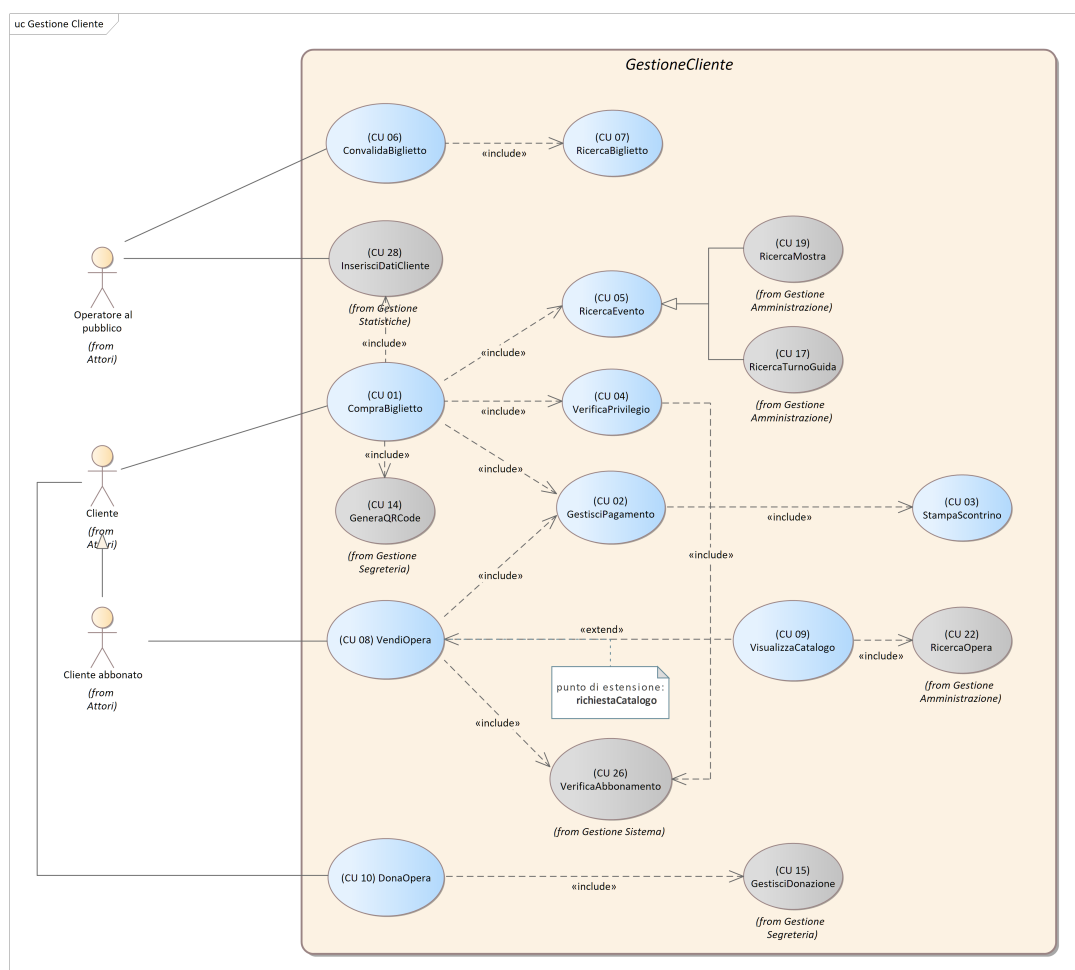 uc Gestione Cliente
GestioneCliente
(CU 06)
ConvalidaBiglietto
«include»
(CU 07)
RicercaBiglietto
(CU 28)
InserisciDatiCliente
(from Gestione
Statistiche)
«include»
(CU 19)
RicercaMostra
(from Gestione
Amministrazione)
(CU 05)
RicercaEvento
«include»
Operatore al
pubblico
(from
Attori)
(CU 17)
RicercaTurnoGuida
(from Gestione
Amministrazione)
(CU 01)
CompraBiglietto
«include»
(CU 04)
VerificaPrivilegio
«include»
«include»
(CU 14)
GeneraQRCode
(from Gestione
Segreteria)
(CU 02)
GestisciPagamento
«include»
(CU 03)
StampaScontrino
Cliente
(from
Attori)
«include»
«include»
Cliente abbonato
(from
Attori)
(CU 08) VendiOpera
«extend»
(CU 09)
VisualizzaCatalogo
«include»
(CU 22)
RicercaOpera
(from Gestione
Amministrazione)
punto di estensione:
richiestaCatalogo
«include»
(CU 26)
VerificaAbbonamento
(from Gestione Sistema)
(CU 10) DonaOpera
«include»
(CU 15)
GestisciDonazione
(from Gestione
Segreteria)